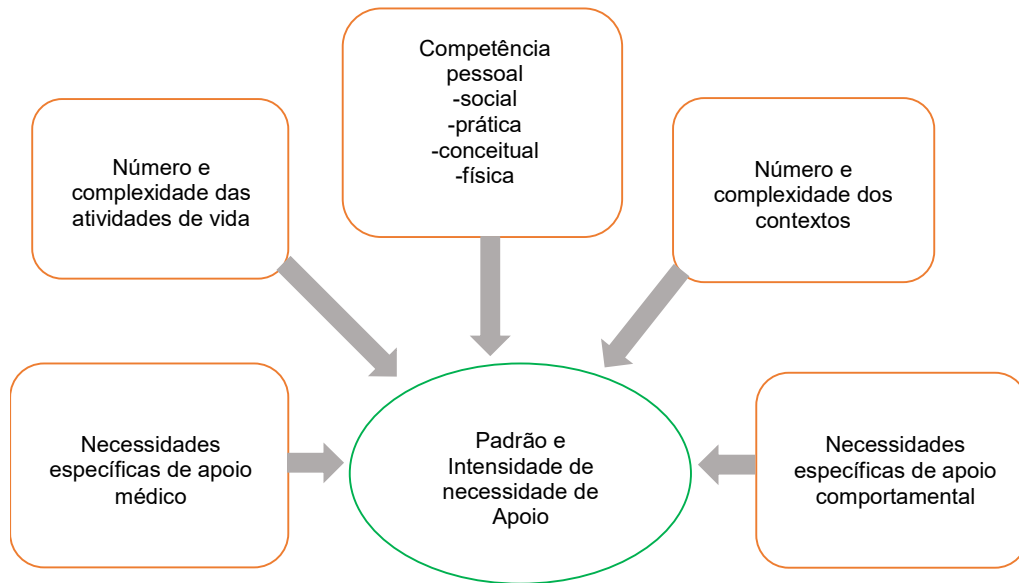 Competência
pessoal
-social
-prática
-conceitual
-física
Número e
complexidade das
atividades de vida
Número e
complexidade dos
contextos
Necessidades
específicas de apoio
médico
Padrão e
Intensidade de
necessidade de
Apoio
Necessidades
específicas de apoio
comportamental